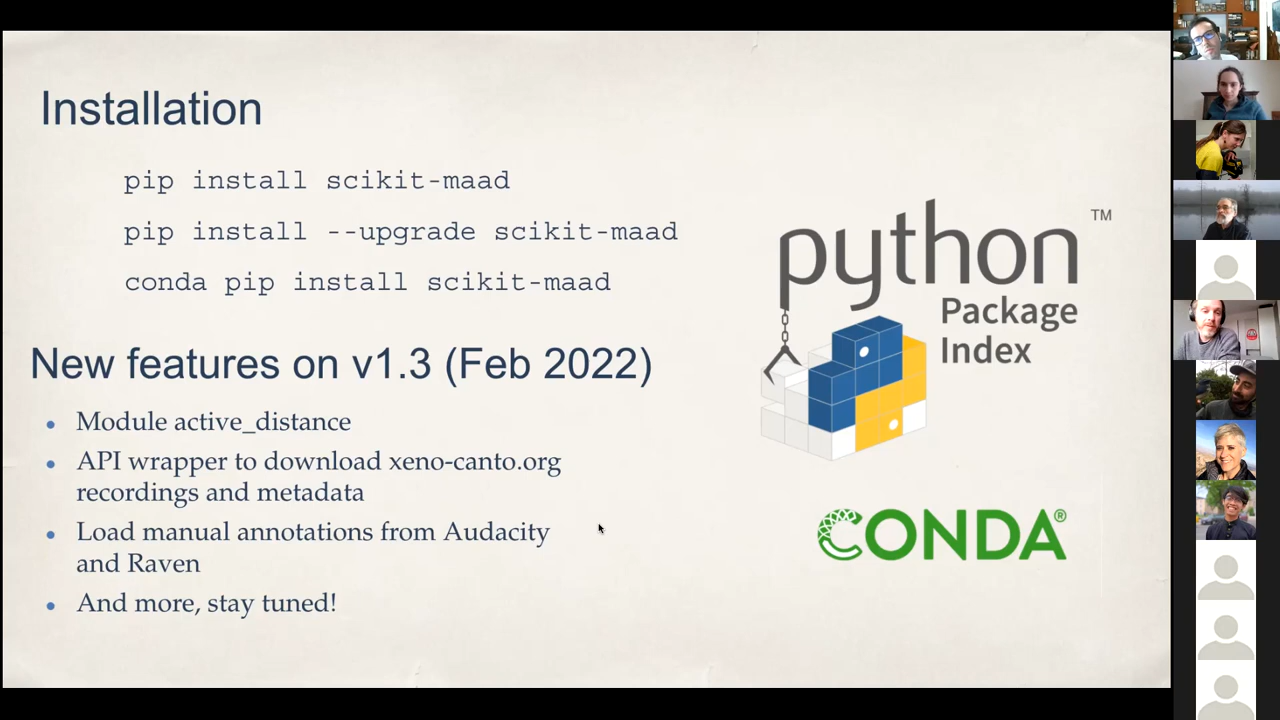 Installation
pip install scikit-maad
pip install --upgrade scikit-maad
conda pip install scikit-maad
New features on v1.3 (Feb 2022)
• Module active_distance
• API wrapper to download xeno-canto.org
recordings and metadata
• Load manual annotations from Audacity
and Raven
• And more, stay tuned!
python
TM
Package
Index
CONDA®